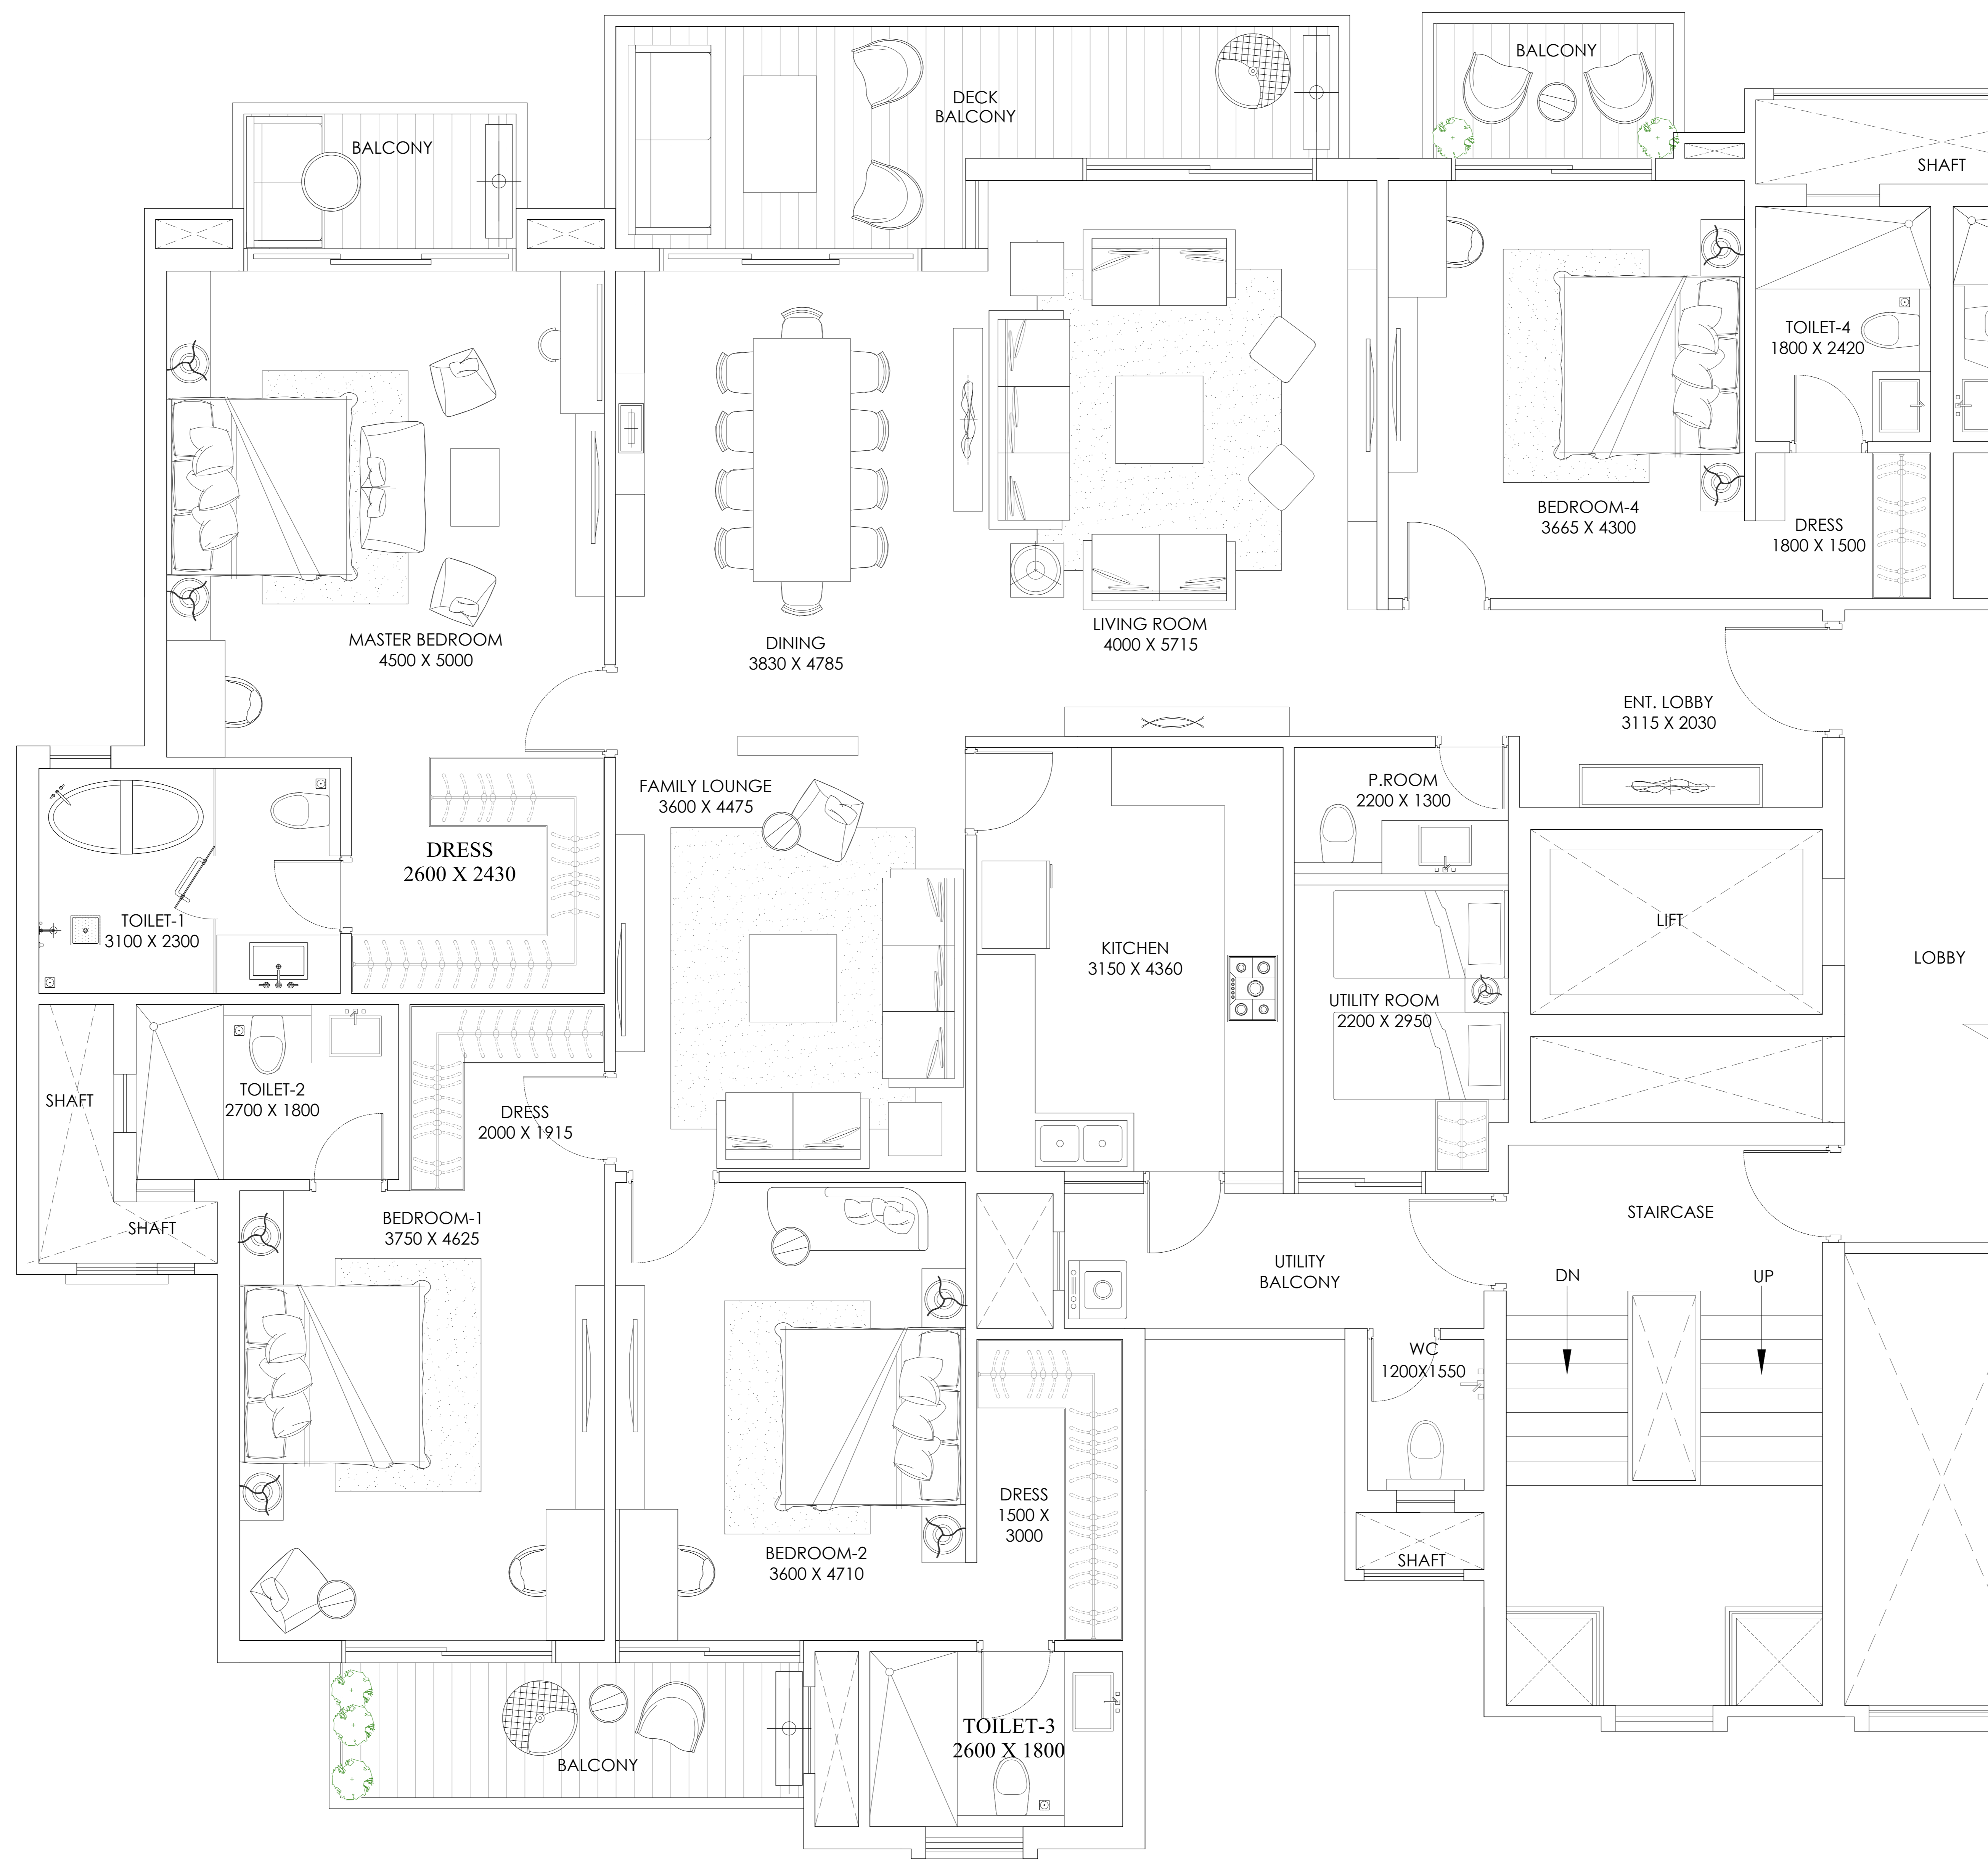 BALCONY
DECK
BALCONY
BALCONY
SHAFT
TOILET-4
1800 X 2420
BEDROOM-4
3665 X 4300
DRESS
1800 X 1500
MASTER BEDROOM
4500 X 5000
DINING
3830 X 4785
LIVING ROOM
4000 X 5715
ENT. LOBBY
3115 X 2030
FAMILY LOUNGE
3600 X 4475
P.ROOM
2200 X 1300
DRESS
2600 X 2430
TOILET-1
3100 X 2300
KITCHEN
3150 X 4360
LIFT
LOBBY
UTILITY ROOM
2200 X 2950
SHAFT
TOILET-2
2700 X 1800
DRESS
2000 X 1915
SHAFT
BEDROOM-1
3750 X 4625
STAIRCASE
UTILITY
BALCONY
DN
UP
WC
1200X1550
DRESS
1500 X
3000
BEDROOM-2
3600 X 4710
SHAFT
TOILET-3
2600 X 1800
BALCONY